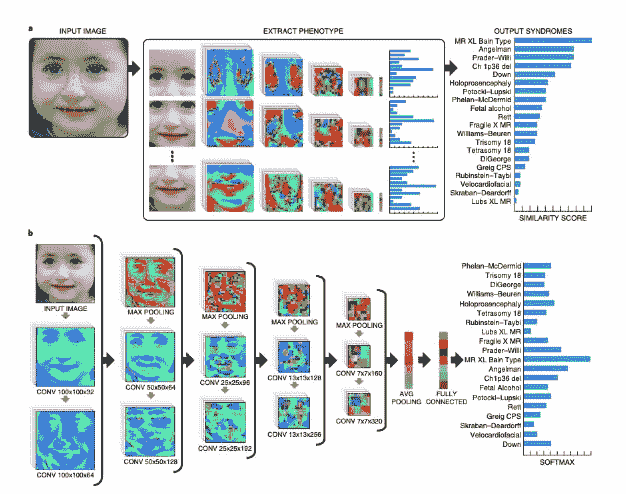 a
INPUT IMAGE
EXTRACT PHENOTYPE
OUTPUT SYNDROMES
MR XL Bain Type
Angelman
Prader-Willi
Ch 1p36 del
Down
Holoprosencephaly
Potocki-Lupski
Phelan-McDermid
Fetal alcohol
Rett
Fragile X MR
Williams-Beuren
Trisomy 18
Tetrasomy 18
DiGeorge
Greig CPS
Rubinstein-Taybi
Velocardiofacial
Skraban-Deardorff
Lubs XL MR
SIMILARITY SCORE
b
INPUT IMAGE
CONV 100x100x32
CONV 100x100x64
MAX POOLING
CONV 50x50x64
CONV 50x50x128
MAX POOLING
CONV 25x25x96
CONV 25x25x192
MAX POOLING
CONV 13x13x128
CONV 13x13x256
MAX POOLING
CONV 7x7x160
CONV 7x7x320
AVG
POOLING
FULLY
CONNECTED
Phelan-McDermid
Trisomy 18
DiGeorge
Williams-Beuren
Holoprosencephaly
Tetrasomy 18
Rubinstein-Taybi
Lubs XL MR
Fragile X MR
Prader-Willi
MR XL Bain Type
Angelman
Ch1p36 del
Fetal Alcohol
Potocki-Lupski
Rett
Greig CPS
Skraban-Deardorff
Velocardiofacial
Down
SOFTMAX